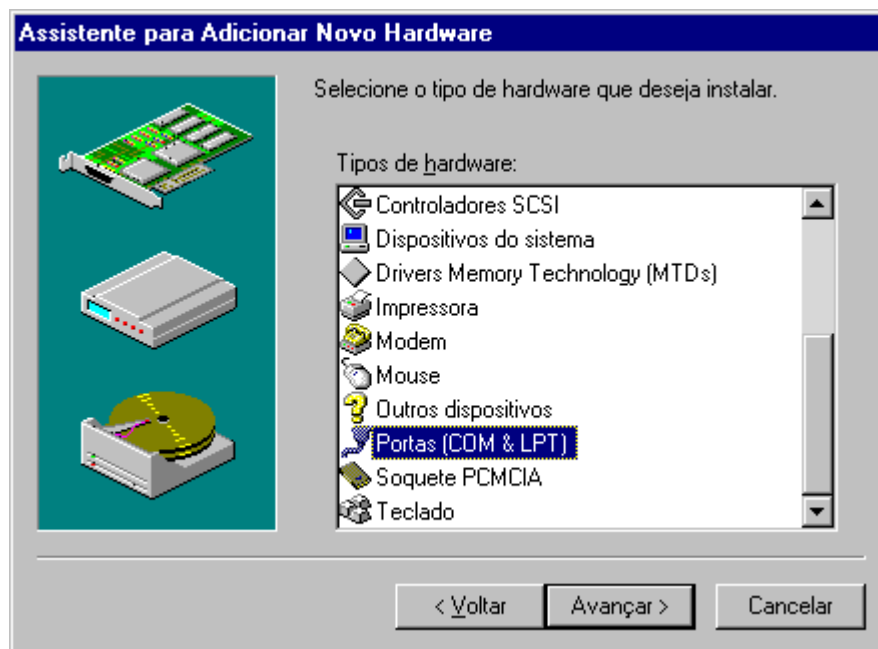 Assistente para Adicionar Novo Hardware
Selecione o tipo de hardware que deseja instalar.
Tipos de hardware:
Controladores SCSI
Dispositivos do sistema
Drivers Memory Technology (MTDs)
Impressora
Modem
Mouse
Outros dispositivos
Portas (COM & LPT)
Soquete PCMCIA
Teclado
< Voltar
Avançar >
Cancelar